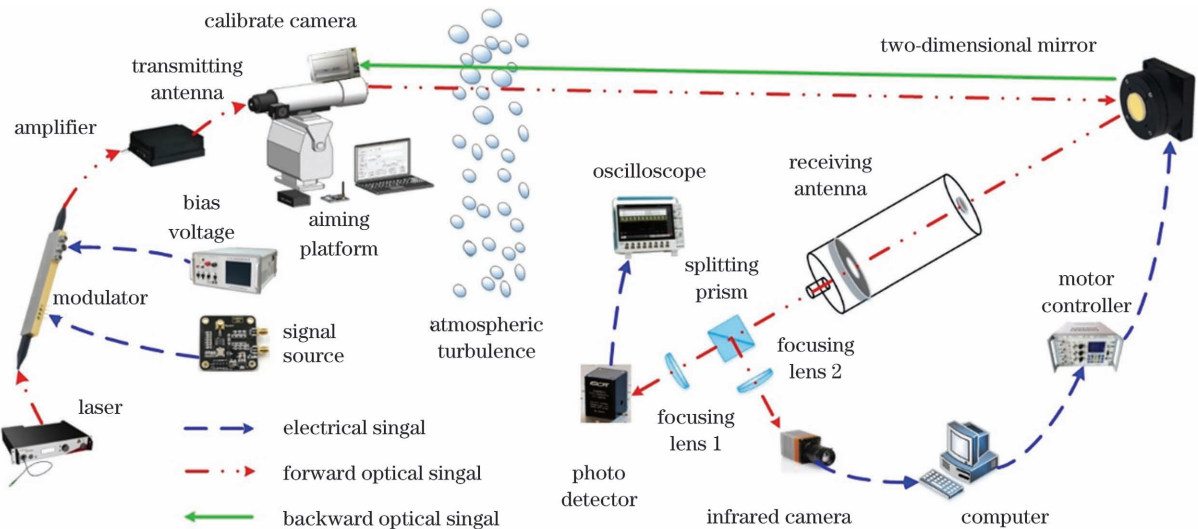 calibrate camera
two-dimensional mirror
transmitting
antenna
amplifier
receiving
antenna
oscilloscope
bias
voltage
aiming
platform
splitting
prism
motor
controller
modulator
signal
source
atmospheric
turbulence
focusing
lens 2
laser
focusing
lens 1
electrical singal
forward optical singal
photo
detector
backward optical singal
infrared camera
computer